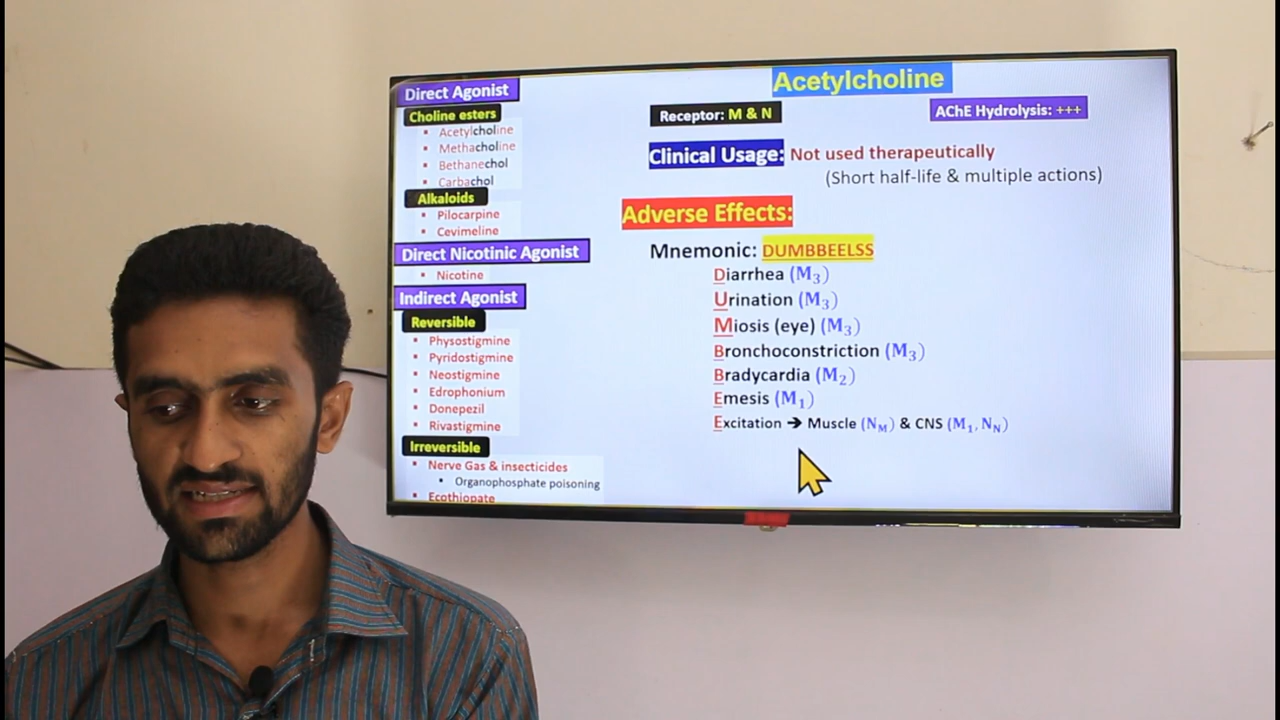 Direct Agonist
Choline esters
Acetylcholine
Methacholine
Bethanechol
Carbachol
Alkaloids
Pilocarpine
Cevimeline
Direct Nicotinic Agonist
Nicotine
Indirect Agonist
Reversible
Physostigmine
Pyridostigmine
Neostigmine
Edrophonium
Donepezil
Rivastigmine
Irreversible
Nerve Gas & insecticides
Organophosphate poisoning
Ecothiopate
Acetylcholine
Receptor: M & N
AChE Hydrolysis: +++
Clinical Usage: Not used therapeutically
(Short half-life & multiple actions)
Adverse Effects:
Mnemonic: DUMBBEELSS
Diarrhea (M₃)
Urination (M₃)
Miosis (eye) (M₃)
Bronchoconstriction (M₃)
Bradycardia (M₂)
Emesis (M₁)
Excitation ➔ Muscle (N_M) & CNS (M₁, N_N)